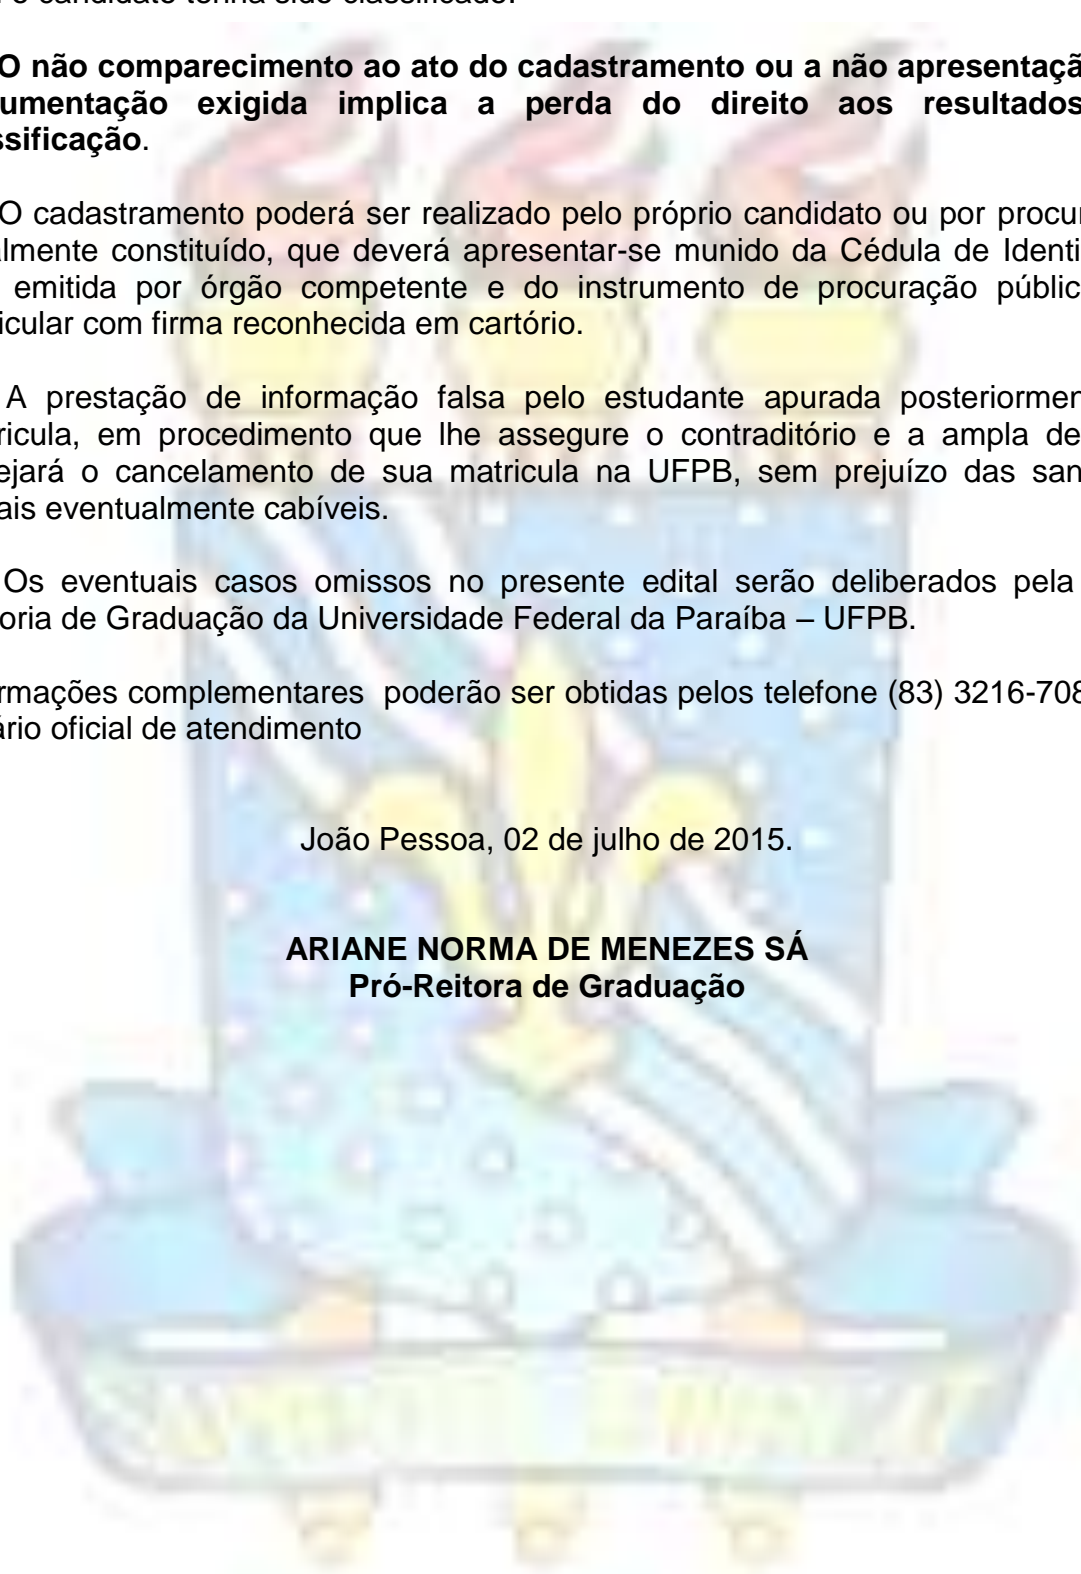 o candidato tenha sido classificado.
O não comparecimento ao ato do cadastramento ou a não apresentaçã
umentação exigida implica a perda do direito aos resultados
ssificação.
O cadastramento poderá ser realizado pelo próprio candidato ou por procur
almente constituído, que deverá apresentar-se munido da Cédula de Identi
emitida por órgão competente e do instrumento de procuração públic
ticular com firma reconhecida em cartório.
A prestação de informação falsa pelo estudante apurada posteriormen
ricula, em procedimento que lhe assegure o contraditório e a ampla de
ejará o cancelamento de sua matricula na UFPB, sem prejuízo das san
ais eventualmente cabíveis.
Os eventuais casos omissos no presente edital serão deliberados pela
oria de Graduação da Universidade Federal da Paraíba – UFPB.
rmações complementares poderão ser obtidas pelos telefone (83) 3216-708
ário oficial de atendimento
João Pessoa, 02 de julho de 2015.
ARIANE NORMA DE MENEZES SÁ
Pró-Reitora de Graduação